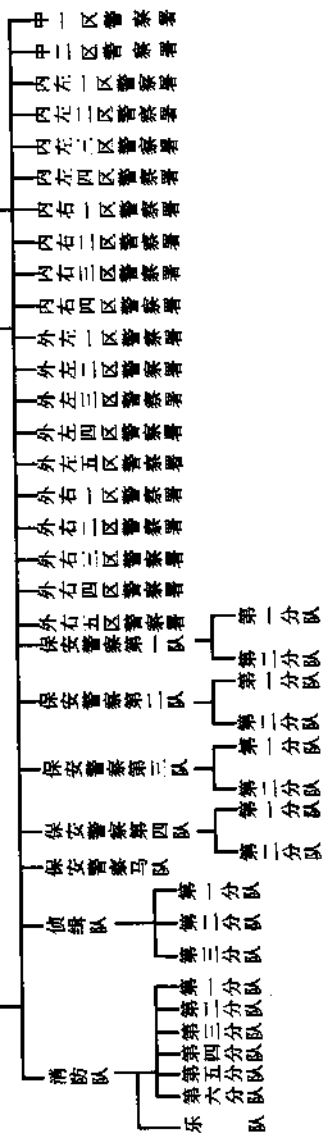 中一区警察署
中二区警察署
内左一区警察署
内左二区警察署
内左三区警察署
内左四区警察署
内右一区警察署
内右二区警察署
内右三区警察署
内右四区警察署
外左一区警察署
外左二区警察署
外左三区警察署
外左四区警察署
外左五区警察署
外右一区警察署
外右二区警察署
外右三区警察署
外右四区警察署
外右五区警察署
保安警察第一队
第一分队
第二分队
保安警察第二队
第一分队
第二分队
保安警察第三队
第一分队
第二分队
保安警察第四队
第一分队
第二分队
保安警察马队
侦缉队
第一分队
第二分队
第三分队
消防队
第一分队
第二分队
第三分队
第四分队
第五分队
第六分队
乐队